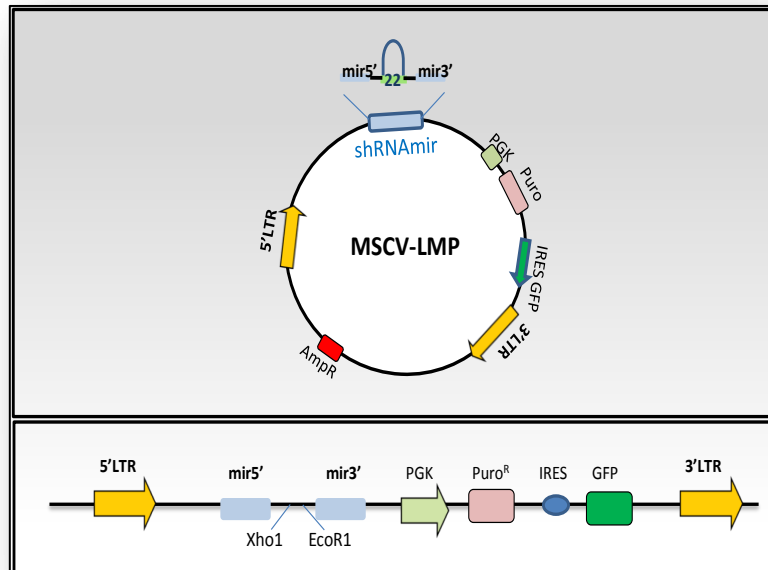 mir5' mir3'
22
shRNAmir
PGK
Puro
5'LTR
MSCV-LMP
IRES GFP
3'LTR
AmpR
5'LTR mir5' mir3' PGK Puro^R IRES GFP 3'LTR
Xho1 EcoR1